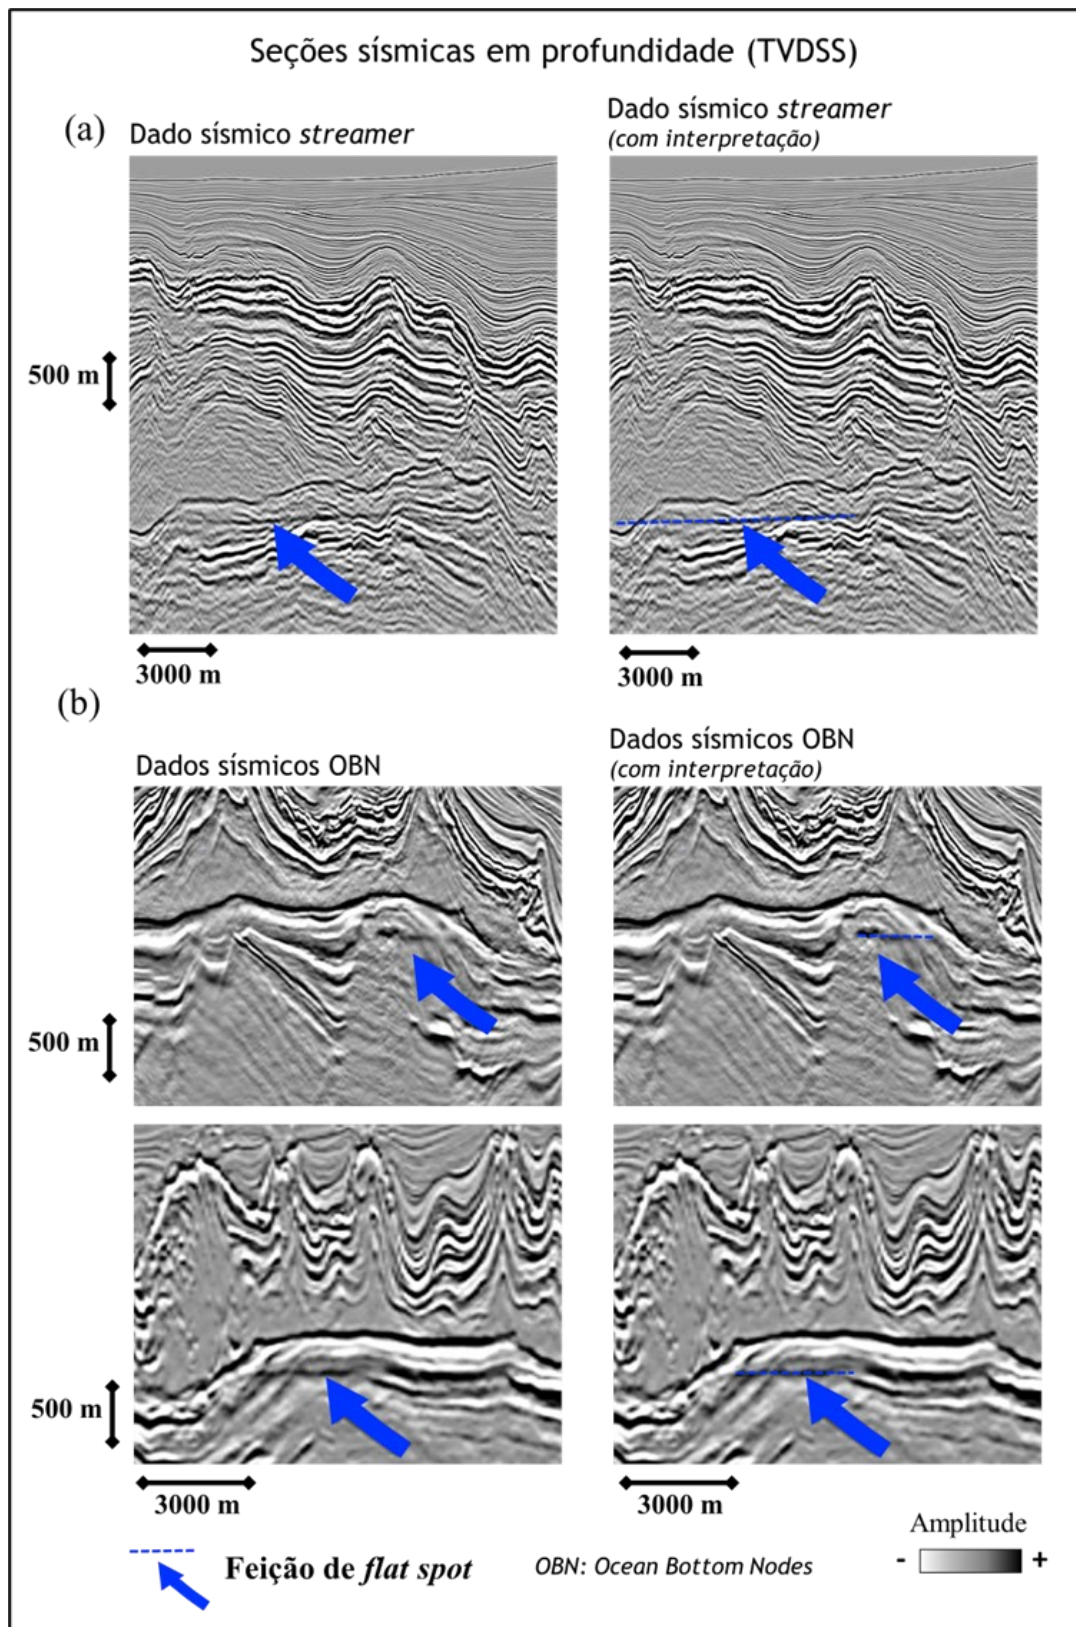 Seções sísmicas em profundidade (TVDSS)
(a)
Dado sísmico streamer
Dado sísmico streamer
(com interpretação)
500 m
3000 m
3000 m
(b)
Dados sísmicos OBN
Dados sísmicos OBN
(com interpretação)
500 m
500 m
3000 m
3000 m
Amplitude
- +
Feição de flat spot
OBN: Ocean Bottom Nodes